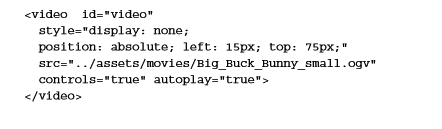 <video  id="video"
  style="display: none;
  position: absolute; left: 15px; top: 75px;"
  src="../assets/movies/Big_Buck_Bunny_small.ogv"
  controls="true" autoplay="true">
</video>